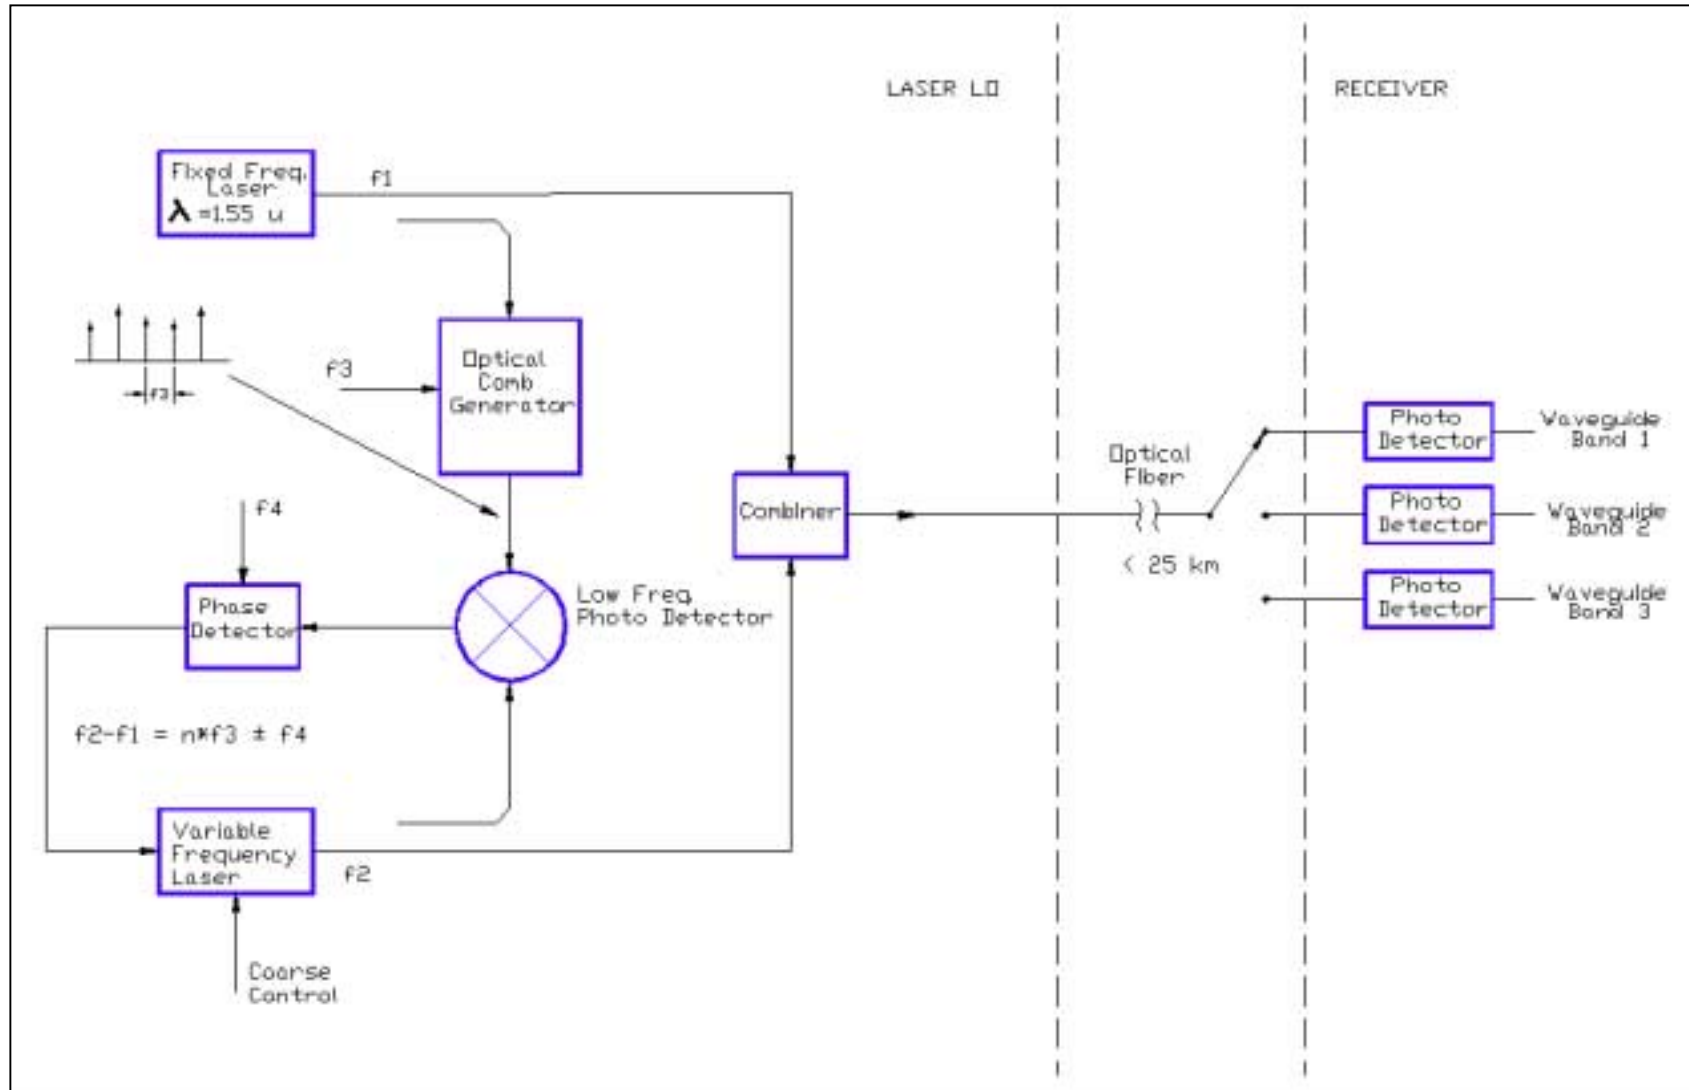 LASER LO
RECEIVER
Fixed Freq.
Laser
λ =1.55 u
f1
f3
Optical
Comb
Generator
f3
Optical
Fiber
< 25 km
Photo
Detector
Waveguide
Band 1
Photo
Detector
Waveguide
Band 2
Photo
Detector
Waveguide
Band 3
Combiner
f4
Phase
Detector
Low Freq.
Photo Detector
f2-f1 = n*f3 ± f4
Variable
Frequency
Laser
f2
Coarse
Control